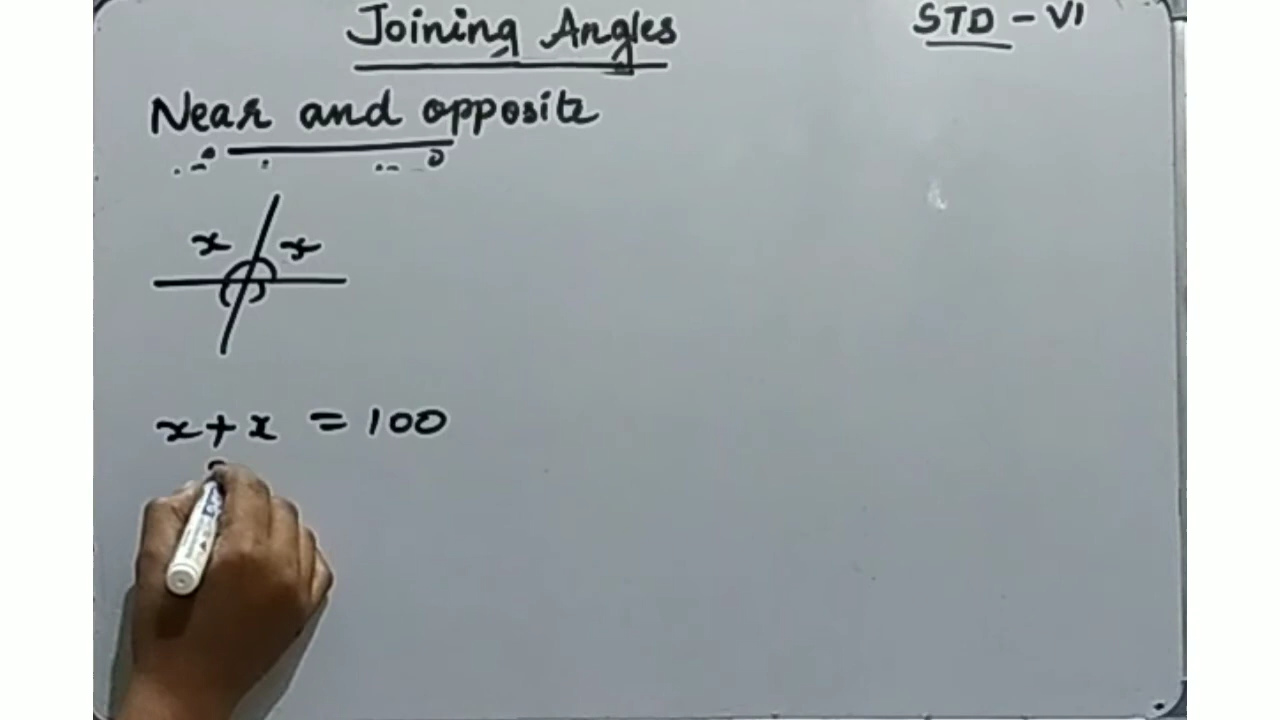 Joining Angles
STD - VI
Near and opposite
x x
x + x = 100